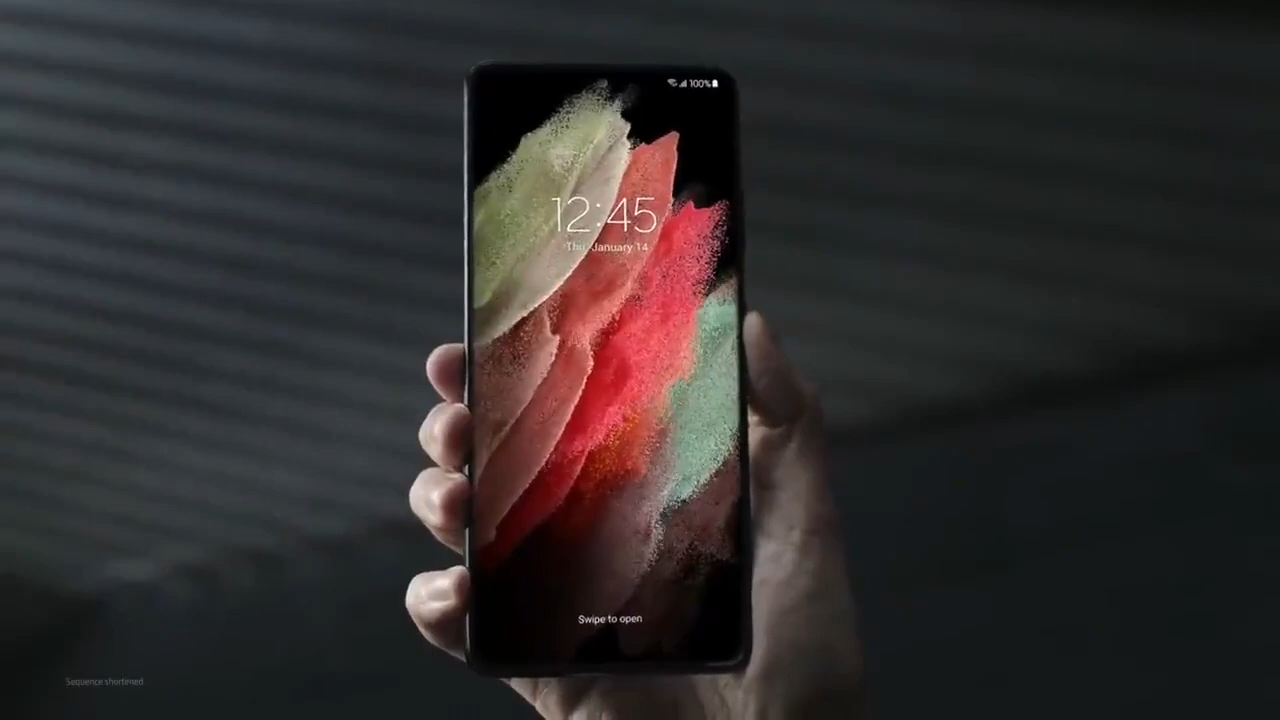 100%
12:45
Thu, January 14
Swipe to open
Sequence shortened